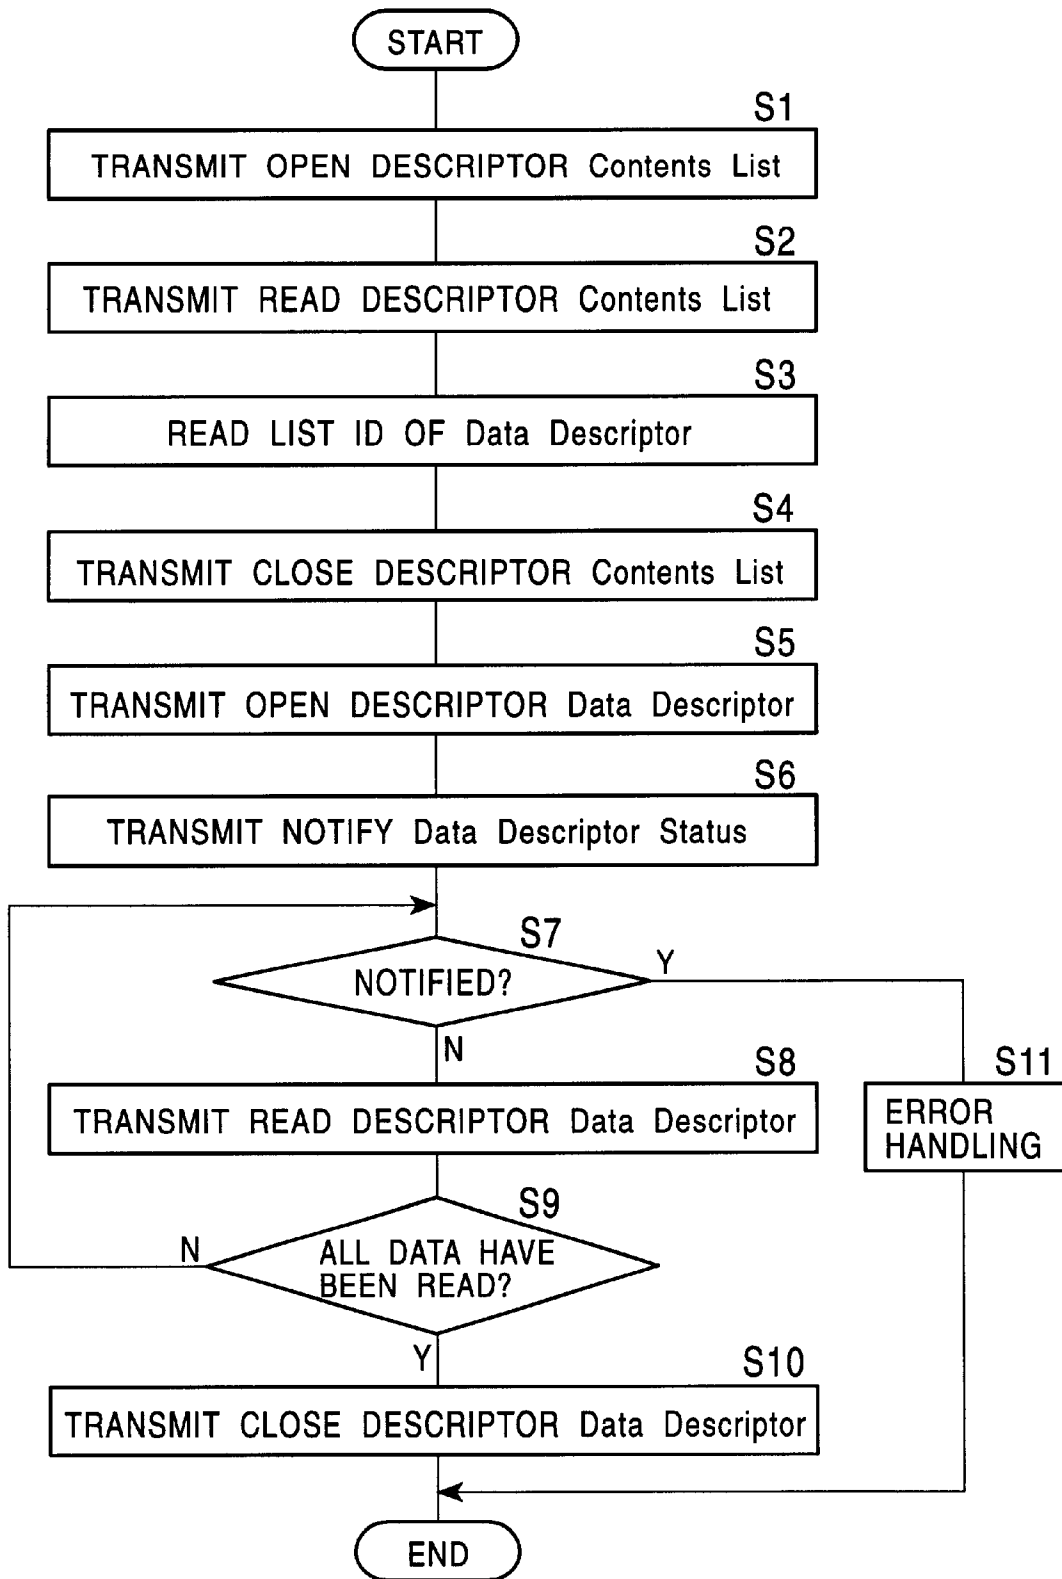 START
S1
TRANSMIT OPEN DESCRIPTOR Contents List
S2
TRANSMIT READ DESCRIPTOR Contents List
S3
READ LIST ID OF Data Descriptor
S4
TRANSMIT CLOSE DESCRIPTOR Contents List
S5
TRANSMIT OPEN DESCRIPTOR Data Descriptor
S6
TRANSMIT NOTIFY Data Descriptor Status
S7
NOTIFIED?
Y
N
S8
TRANSMIT READ DESCRIPTOR Data Descriptor
S11
ERROR
HANDLING
S9
ALL DATA HAVE
BEEN READ?
N
Y
S10
TRANSMIT CLOSE DESCRIPTOR Data Descriptor
END